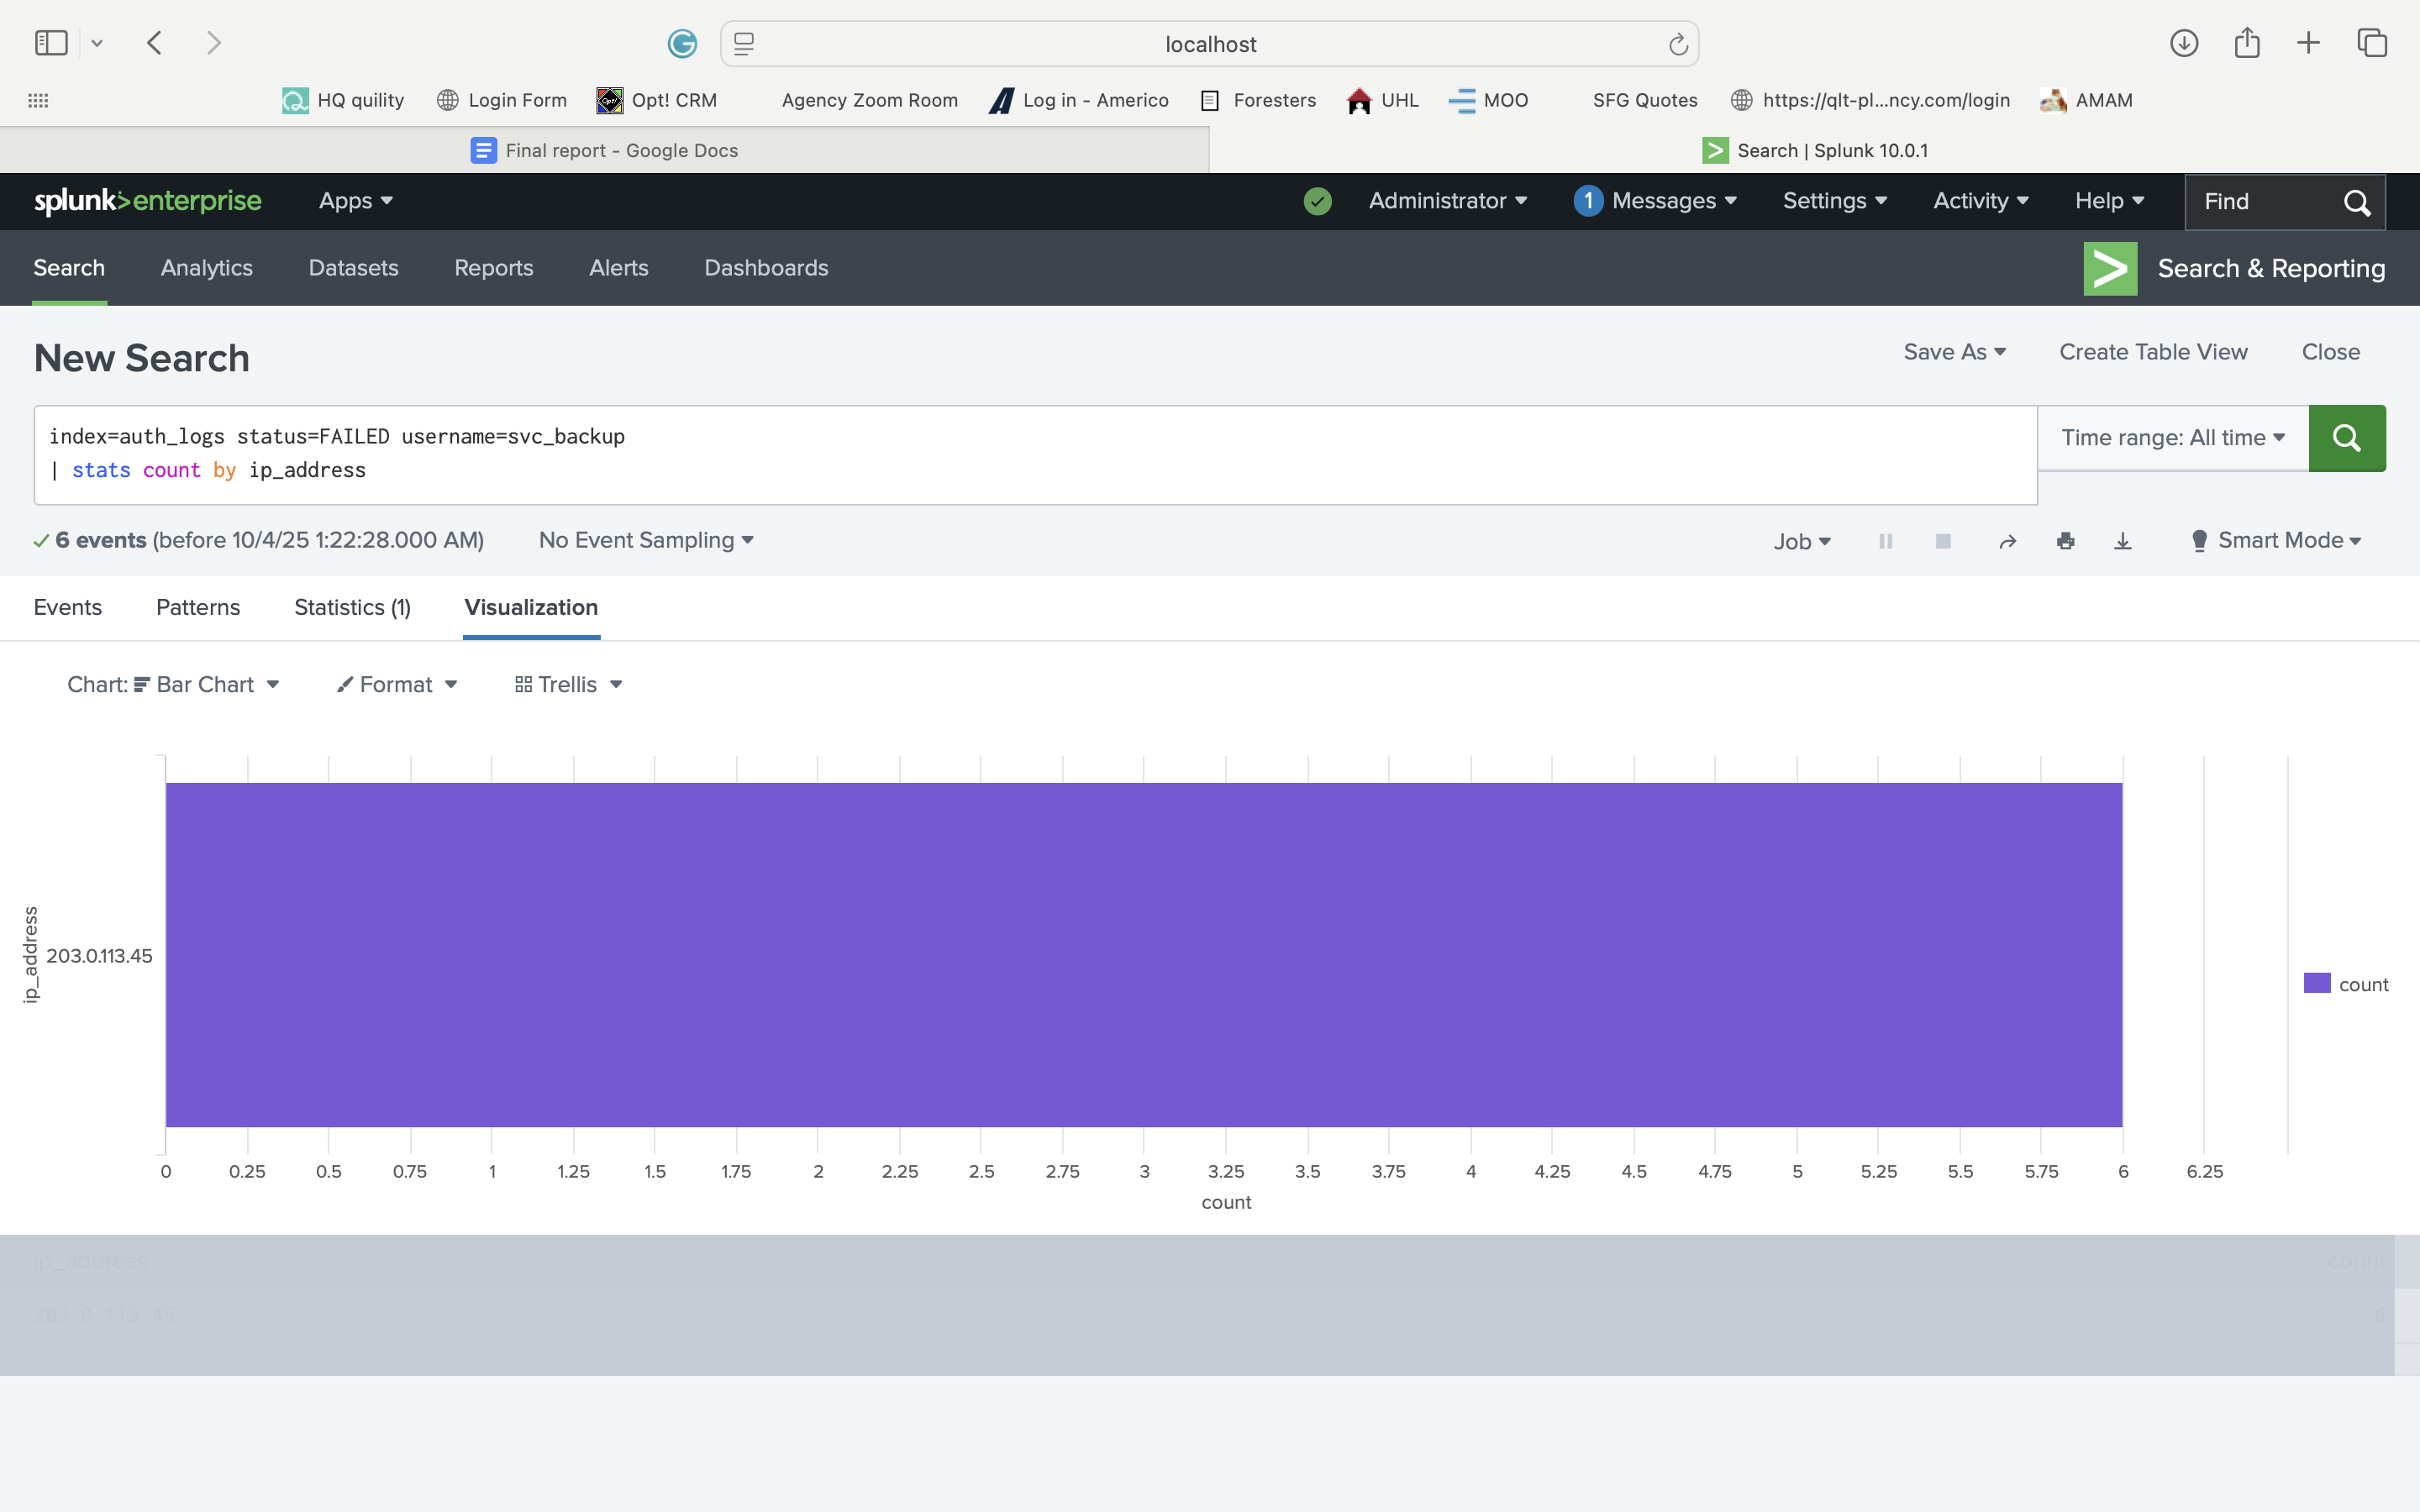 localhost
HQ quility
Login Form
Opt! CRM
Agency Zoom Room
Log in - Americo
Foresters
UHL
MOO
SFG Quotes
https://qlt-pl...ncy.com/login
AMAM
Final report - Google Docs
Search | Splunk 10.0.1
splunk>enterprise
Apps
Administrator
1 Messages
Settings
Activity
Help
Find
Search
Analytics
Datasets
Reports
Alerts
Dashboards
Search & Reporting
New Search
Save As
Create Table View
Close
index=auth_logs status=FAILED username=svc_backup
| stats count by ip_address
Time range: All time
6 events (before 10/4/25 1:22:28.000 AM)
No Event Sampling
Job
Smart Mode
Events
Patterns
Statistics (1)
Visualization
Chart: Bar Chart
Format
Trellis
ip_address
203.0.113.45
count
0 0.25 0.5 0.75 1 1.25 1.5 1.75 2 2.25 2.5 2.75 3 3.25 3.5 3.75 4 4.25 4.5 4.75 5 5.25 5.5 5.75 6 6.25
count
ip_address count
203.0.113.45 6